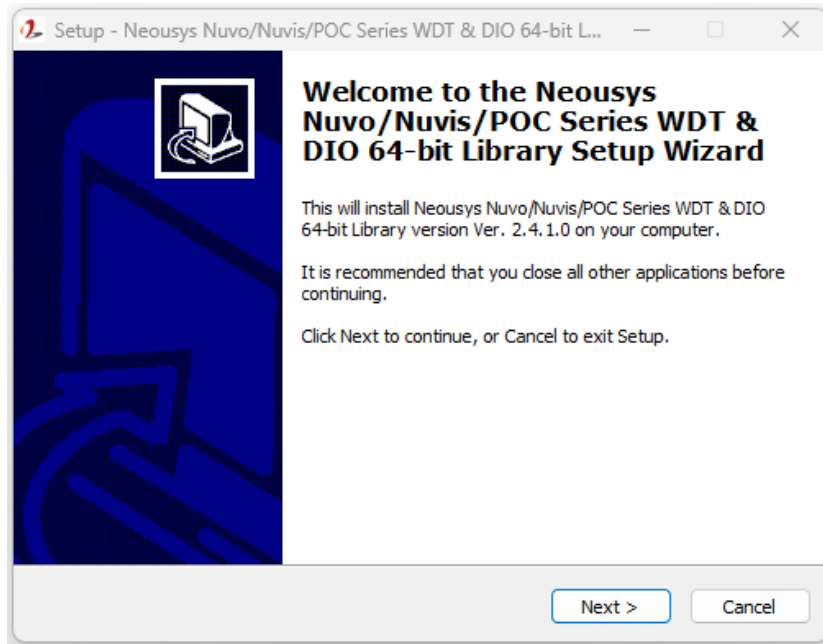 Setup - Neousys Nuvo/Nuvis/POC Series WDT & DIO 64-bit L...
Welcome to the Neousys
Nuvo/Nuvis/POC Series WDT &
DIO 64-bit Library Setup Wizard
This will install Neousys Nuvo/Nuvis/POC Series WDT & DIO
64-bit Library version Ver. 2.4.1.0 on your computer.
It is recommended that you close all other applications before
continuing.
Click Next to continue, or Cancel to exit Setup.
Next >
Cancel